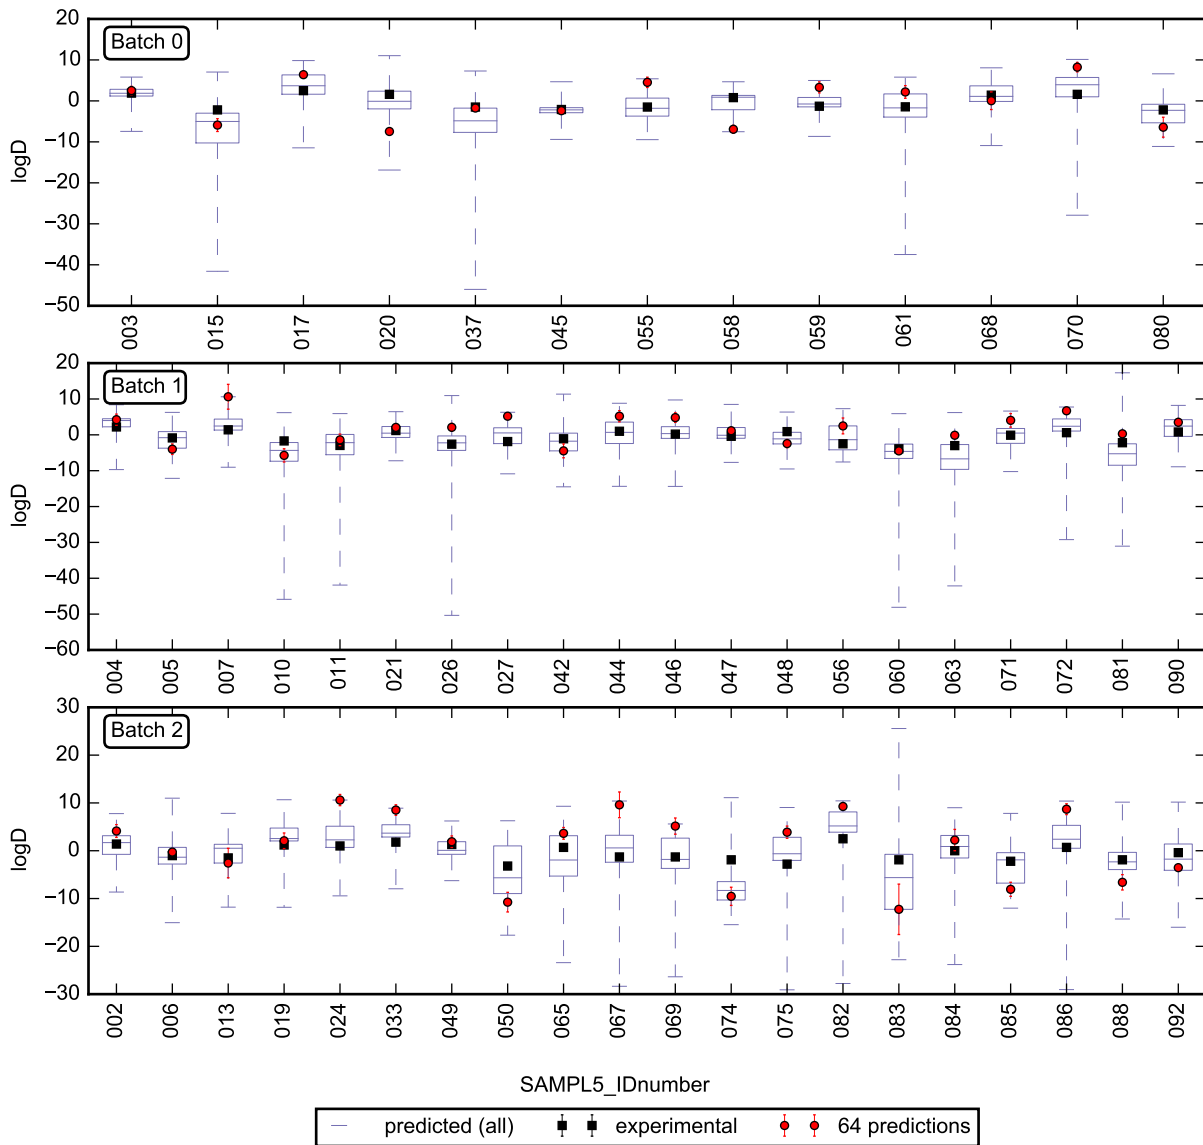 Batch 0
20
10
0
−10
−20
−30
−40
−50
logD
003 015 017 020 037 045 055 058 059 061 068 070 080
Batch 1
20
10
0
−10
−20
−30
−40
−50
−60
logD
004 005 007 010 011 021 026 027 042 044 046 047 048 056 060 063 071 072 081 090
Batch 2
30
20
10
0
−10
−20
−30
logD
002 006 013 019 024 033 049 050 065 067 069 074 075 082 083 084 085 086 088 092
SAMPL5_IDnumber
predicted (all) experimental 64 predictions